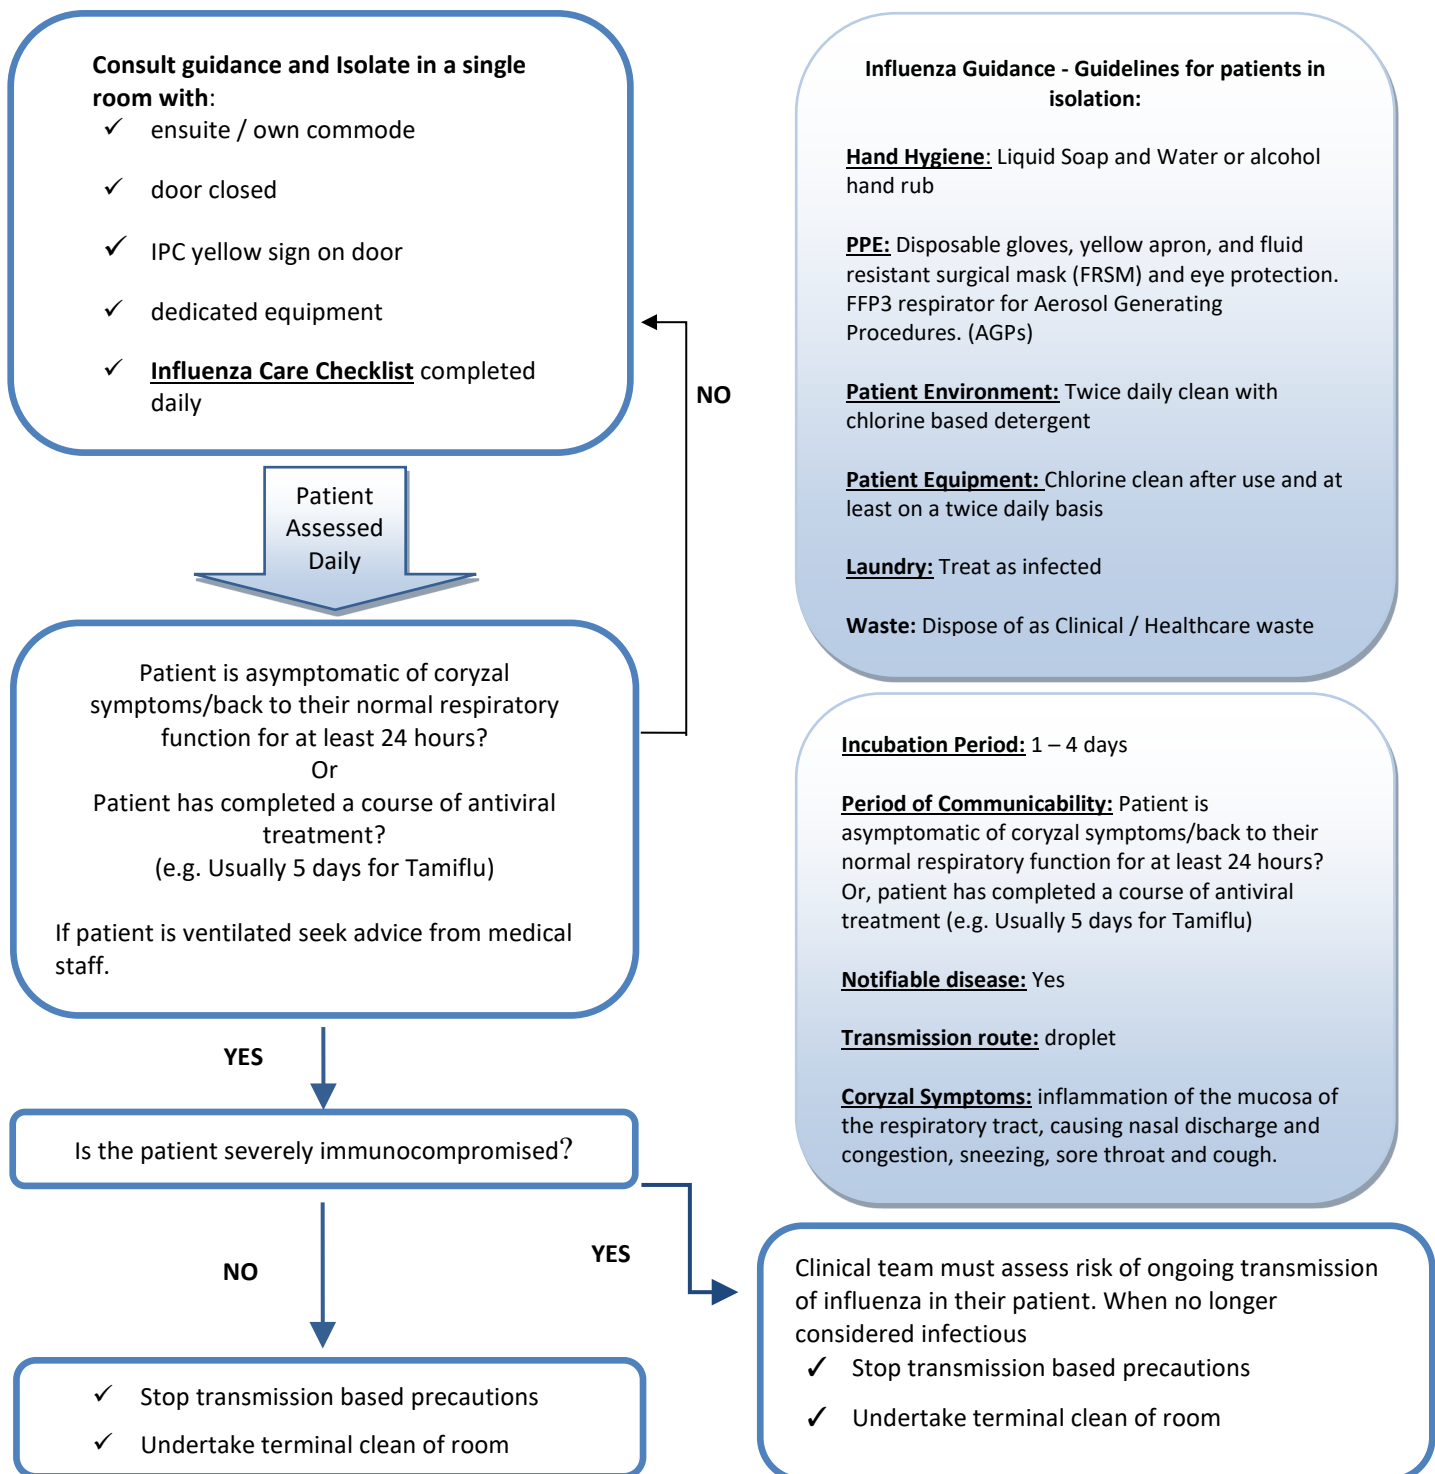 Consult guidance and Isolate in a single
room with:
✓ ensuite / own commode
✓ door closed
✓ IPC yellow sign on door
✓ dedicated equipment
✓ Influenza Care Checklist completed
daily
NO
Patient
Assessed
Daily
Patient is asymptomatic of coryzal
symptoms/back to their normal respiratory
function for at least 24 hours?
Or
Patient has completed a course of antiviral
treatment?
(e.g. Usually 5 days for Tamiflu)
If patient is ventilated seek advice from medical
staff.
YES
Is the patient severely immunocompromised?
NO
YES
✓ Stop transmission based precautions
✓ Undertake terminal clean of room
Influenza Guidance - Guidelines for patients in
isolation:
Hand Hygiene: Liquid Soap and Water or alcohol
hand rub
PPE: Disposable gloves, yellow apron, and fluid
resistant surgical mask (FRSM) and eye protection.
FFP3 respirator for Aerosol Generating
Procedures. (AGPs)
Patient Environment: Twice daily clean with
chlorine based detergent
Patient Equipment: Chlorine clean after use and at
least on a twice daily basis
Laundry: Treat as infected
Waste: Dispose of as Clinical / Healthcare waste
Incubation Period: 1 – 4 days
Period of Communicability: Patient is
asymptomatic of coryzal symptoms/back to their
normal respiratory function for at least 24 hours?
Or, patient has completed a course of antiviral
treatment (e.g. Usually 5 days for Tamiflu)
Notifiable disease: Yes
Transmission route: droplet
Coryzal Symptoms: inflammation of the mucosa of
the respiratory tract, causing nasal discharge and
congestion, sneezing, sore throat and cough.
Clinical team must assess risk of ongoing transmission
of influenza in their patient. When no longer
considered infectious
✓ Stop transmission based precautions
✓ Undertake terminal clean of room